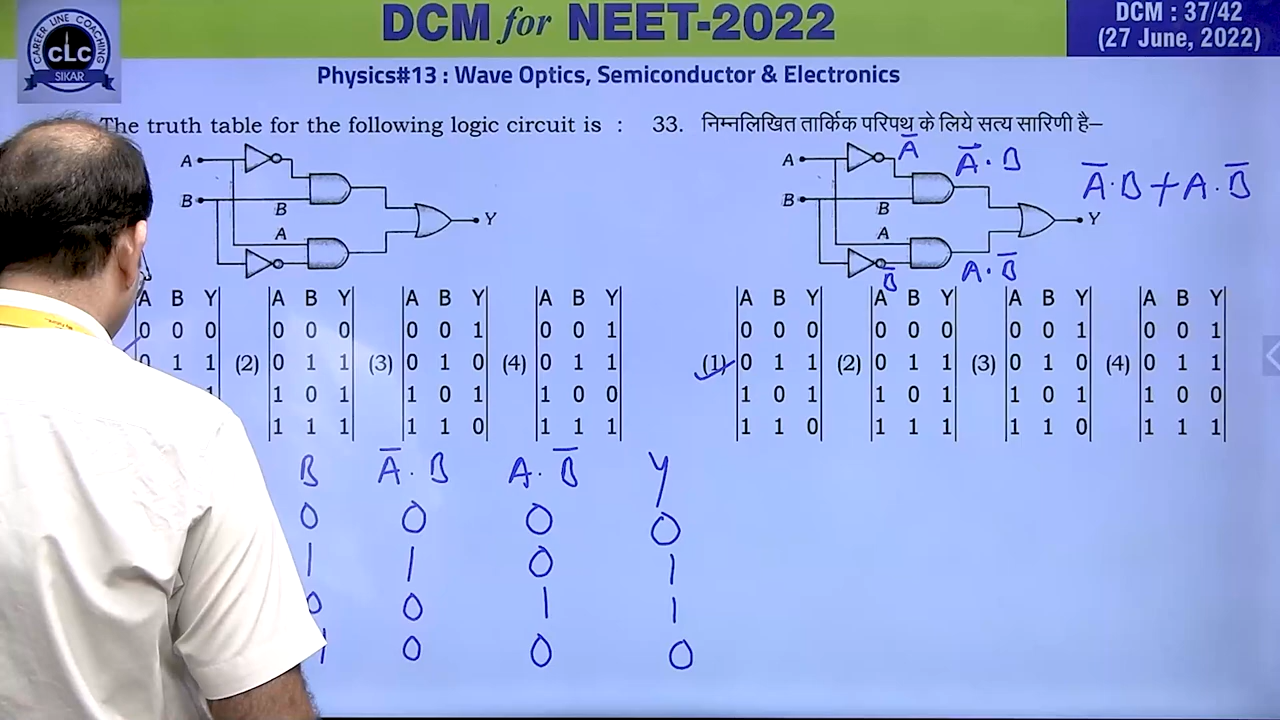 DCM for NEET-2022
DCM : 37/42
(27 June, 2022)
CAREER LINE COACHING
CLC
SIKAR
Physics#13 : Wave Optics, Semiconductor & Electronics
The truth table for the following logic circuit is :
A
B
B
A
Y
A B Y
0 0 0
0 1 1
1
(2)
A B Y
0 0 0
0 1 1
1 0 1
1 1 1
(3)
A B Y
0 0 1
0 1 0
1 0 1
1 1 0
(4)
A B Y
0 0 1
0 1 1
1 0 0
1 1 1
33. निम्नलिखित तार्किक परिपथ के लिये सत्य सारिणी है–
A
B
B
A
Y
A̅
A̅ · B
B̅
A · B̅
A̅·B + A·B̅
(1)
A B Y
0 0 0
0 1 1
1 0 1
1 1 0
(2)
A B Y
0 0 0
0 1 1
1 0 1
1 1 1
(3)
A B Y
0 0 1
0 1 0
1 0 1
1 1 0
(4)
A B Y
0 0 1
0 1 1
1 0 0
1 1 1
B A̅ · B A · B̅ Y
0 0 0 0
1 1 0 1
0 0 1 1
1 0 0 0